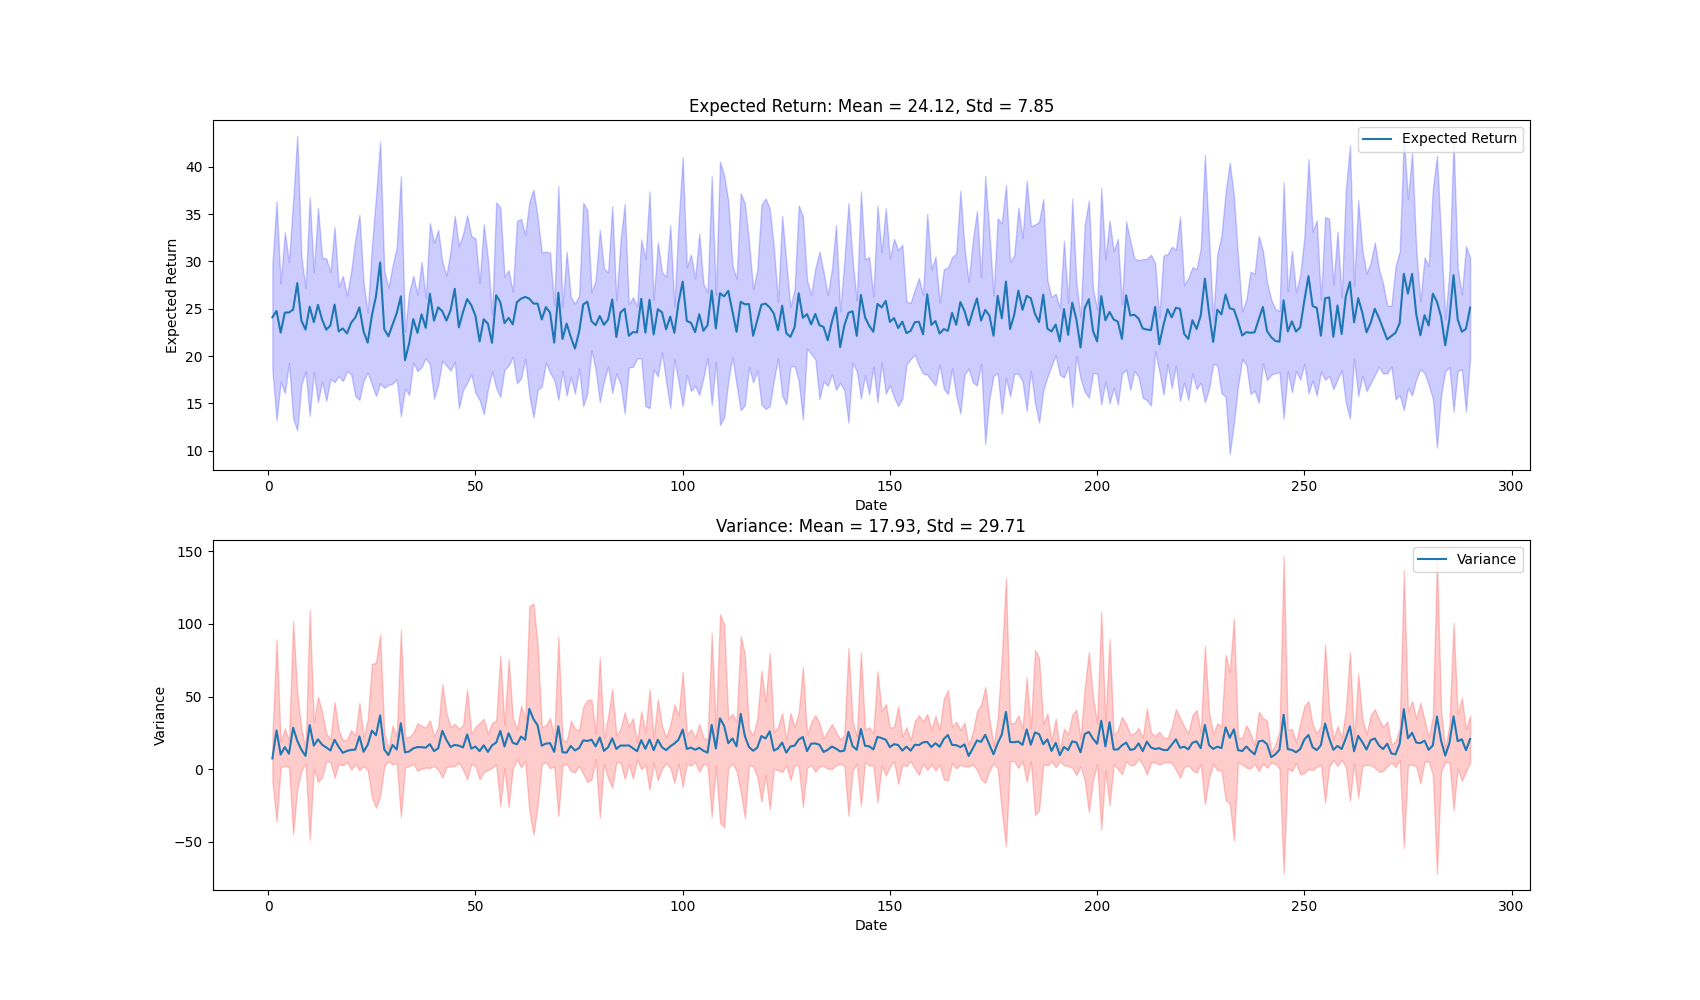 Expected Return: Mean = 24.12, Std = 7.85
Expected Return
40
35
30
25
20
15
10
Expected Return
0 50 100 150 200 250 300
Date
Variance: Mean = 17.93, Std = 29.71
Variance
150
100
50
0
−50
Variance
0 50 100 150 200 250 300
Date